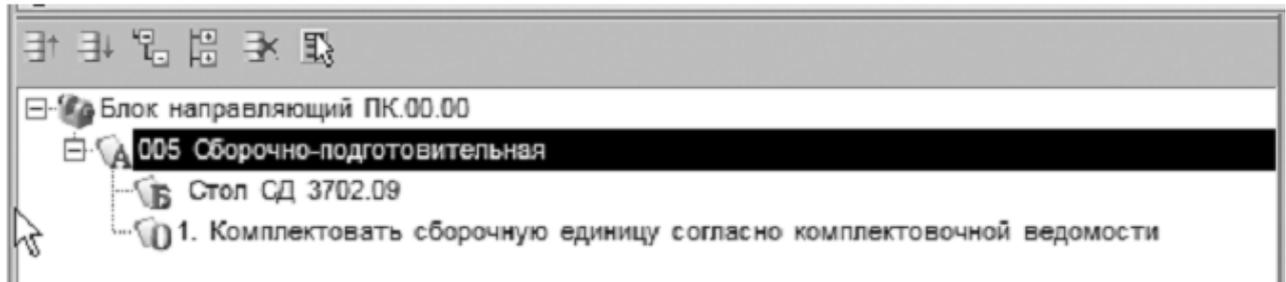 Блок направляющий ПК.00.00
А 005 Сборочно-подготовительная
Б Стол СД 3702.09
О 1. Комплектовать сборочную единицу согласно комплектовочной ведомости